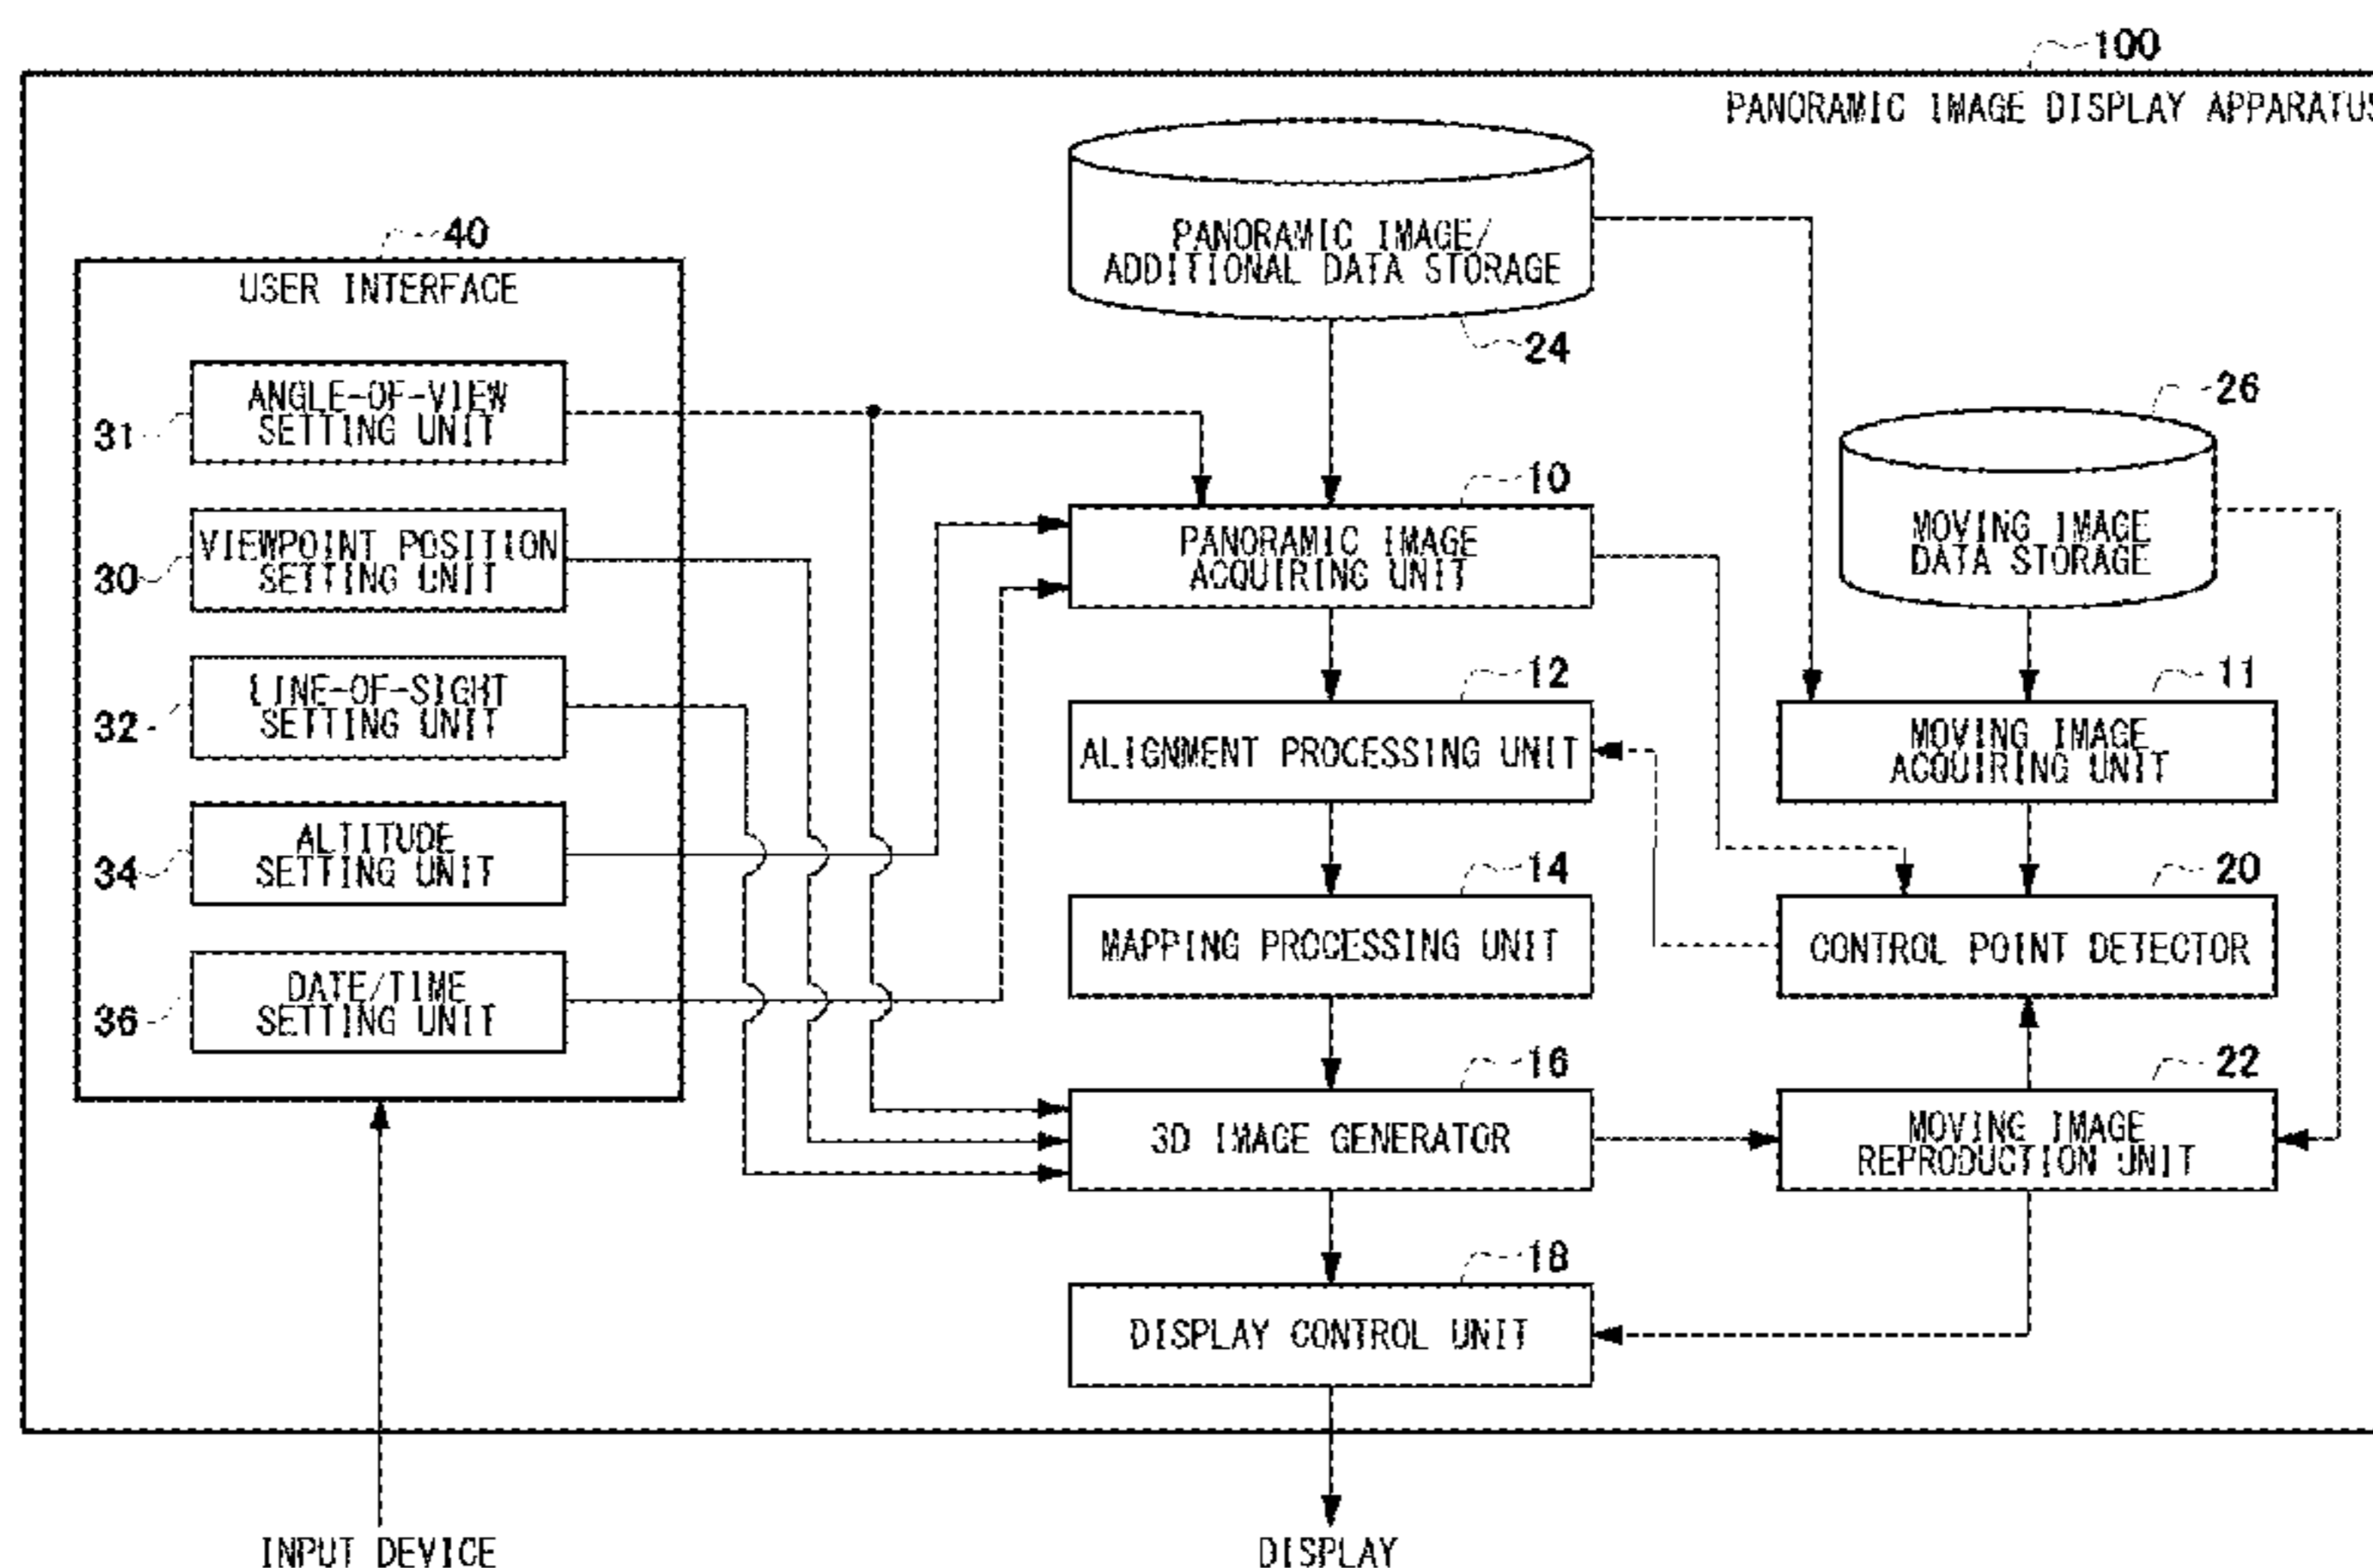 100
PANORAMIC IMAGE DISPLAY APPARATUS
40
USER INTERFACE
31
ANGLE-OF-VIEW
SETTING UNIT
30
VIEWPOINT POSITION
SETTING UNIT
32
LINE-OF-SIGHT
SETTING UNIT
34
ALTITUDE
SETTING UNIT
36
DATE/TIME
SETTING UNIT
INPUT DEVICE
PANORAMIC IMAGE/
ADDITIONAL DATA STORAGE
24
10
PANORAMIC IMAGE
ACQUIRING UNIT
12
ALIGNMENT PROCESSING UNIT
14
MAPPING PROCESSING UNIT
16
3D IMAGE GENERATOR
18
DISPLAY CONTROL UNIT
DISPLAY
26
MOVING IMAGE
DATA STORAGE
11
MOVING IMAGE
ACQUIRING UNIT
20
CONTROL POINT DETECTOR
22
MOVING IMAGE
REPRODUCTION UNIT